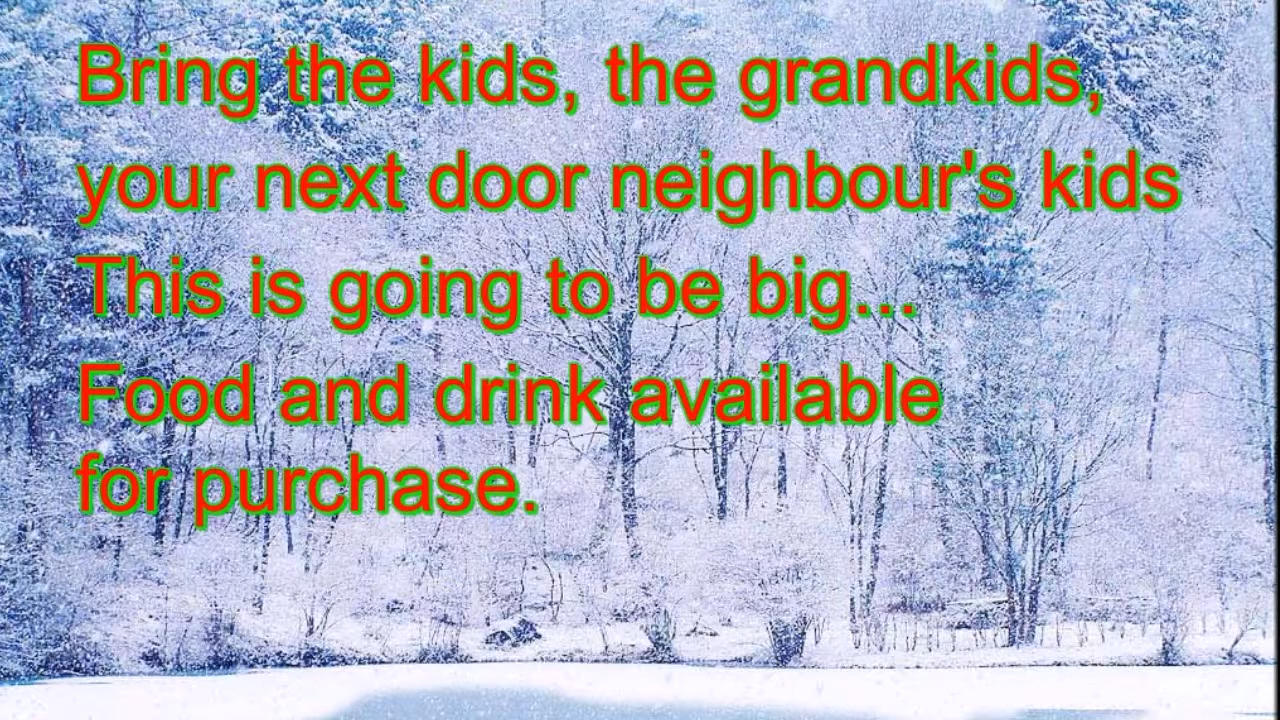 Bring the kids, the grandkids,
your next door neighbour's kids
This is going to be big...
Food and drink available
for purchase.